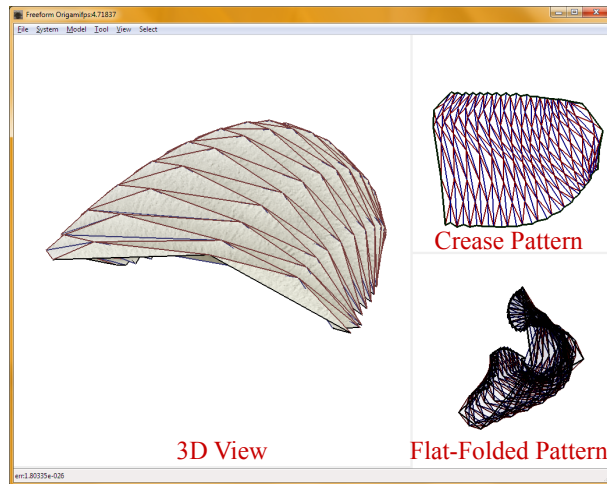 Freeform Origamifps:4.71837
File System Model Tool View Select
Crease Pattern
3D View
Flat-Folded Pattern
err:1.80335e-026